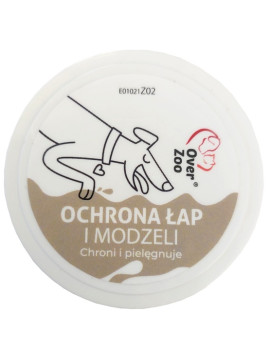 E01021Z02
Over
Zoo
®
OCHRONA ŁAP
I MODZELI
Chroni i pielęgnuje